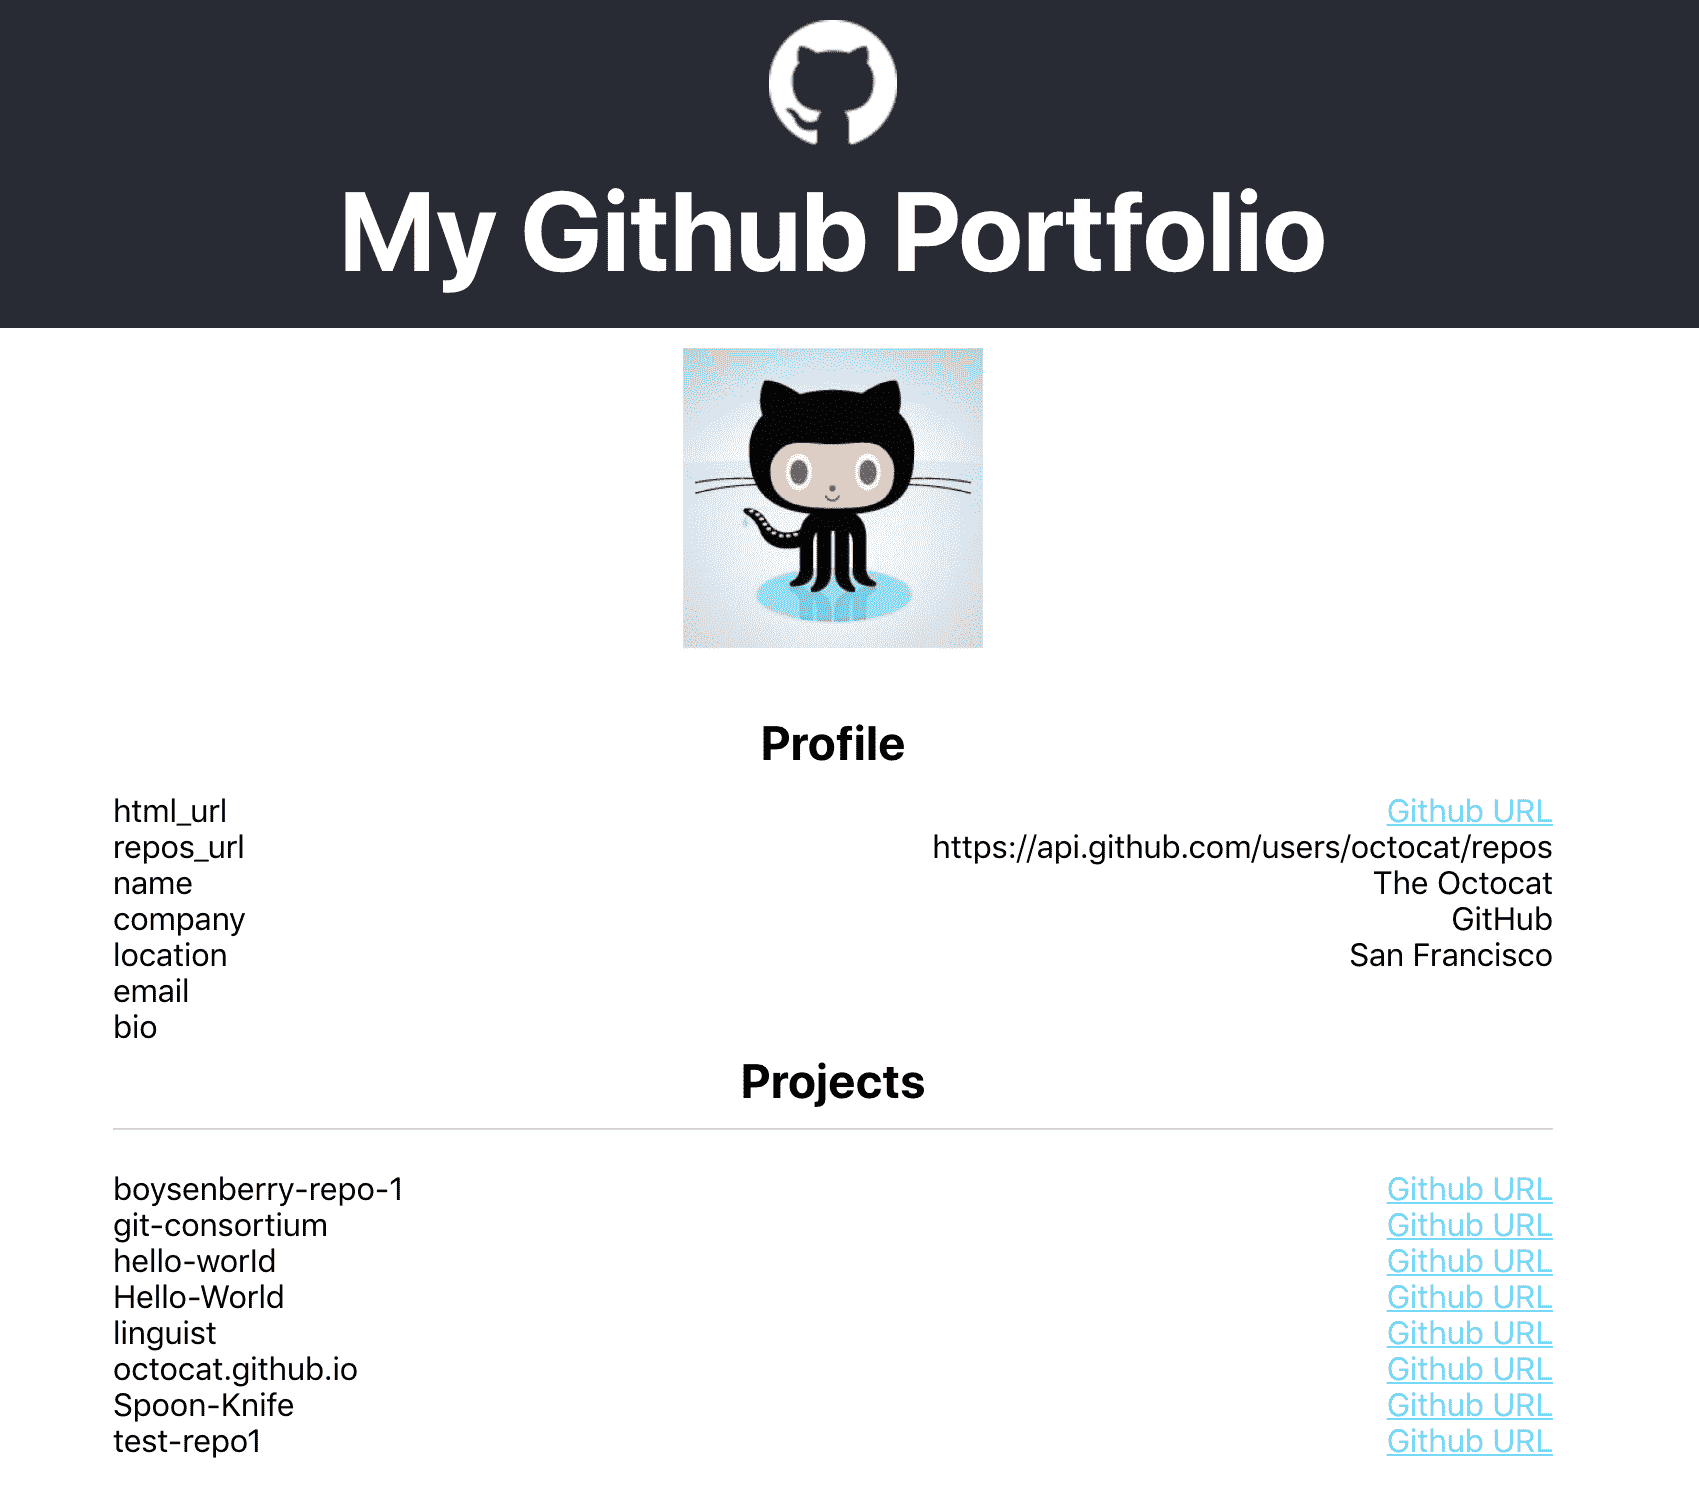 My Github Portfolio
Profile
html_url Github URL
repos_url https://api.github.com/users/octocat/repos
name The Octocat
company GitHub
location San Francisco
email
bio
Projects
boysenberry-repo-1 Github URL
git-consortium Github URL
hello-world Github URL
Hello-World Github URL
linguist Github URL
octocat.github.io Github URL
Spoon-Knife Github URL
test-repo1 Github URL